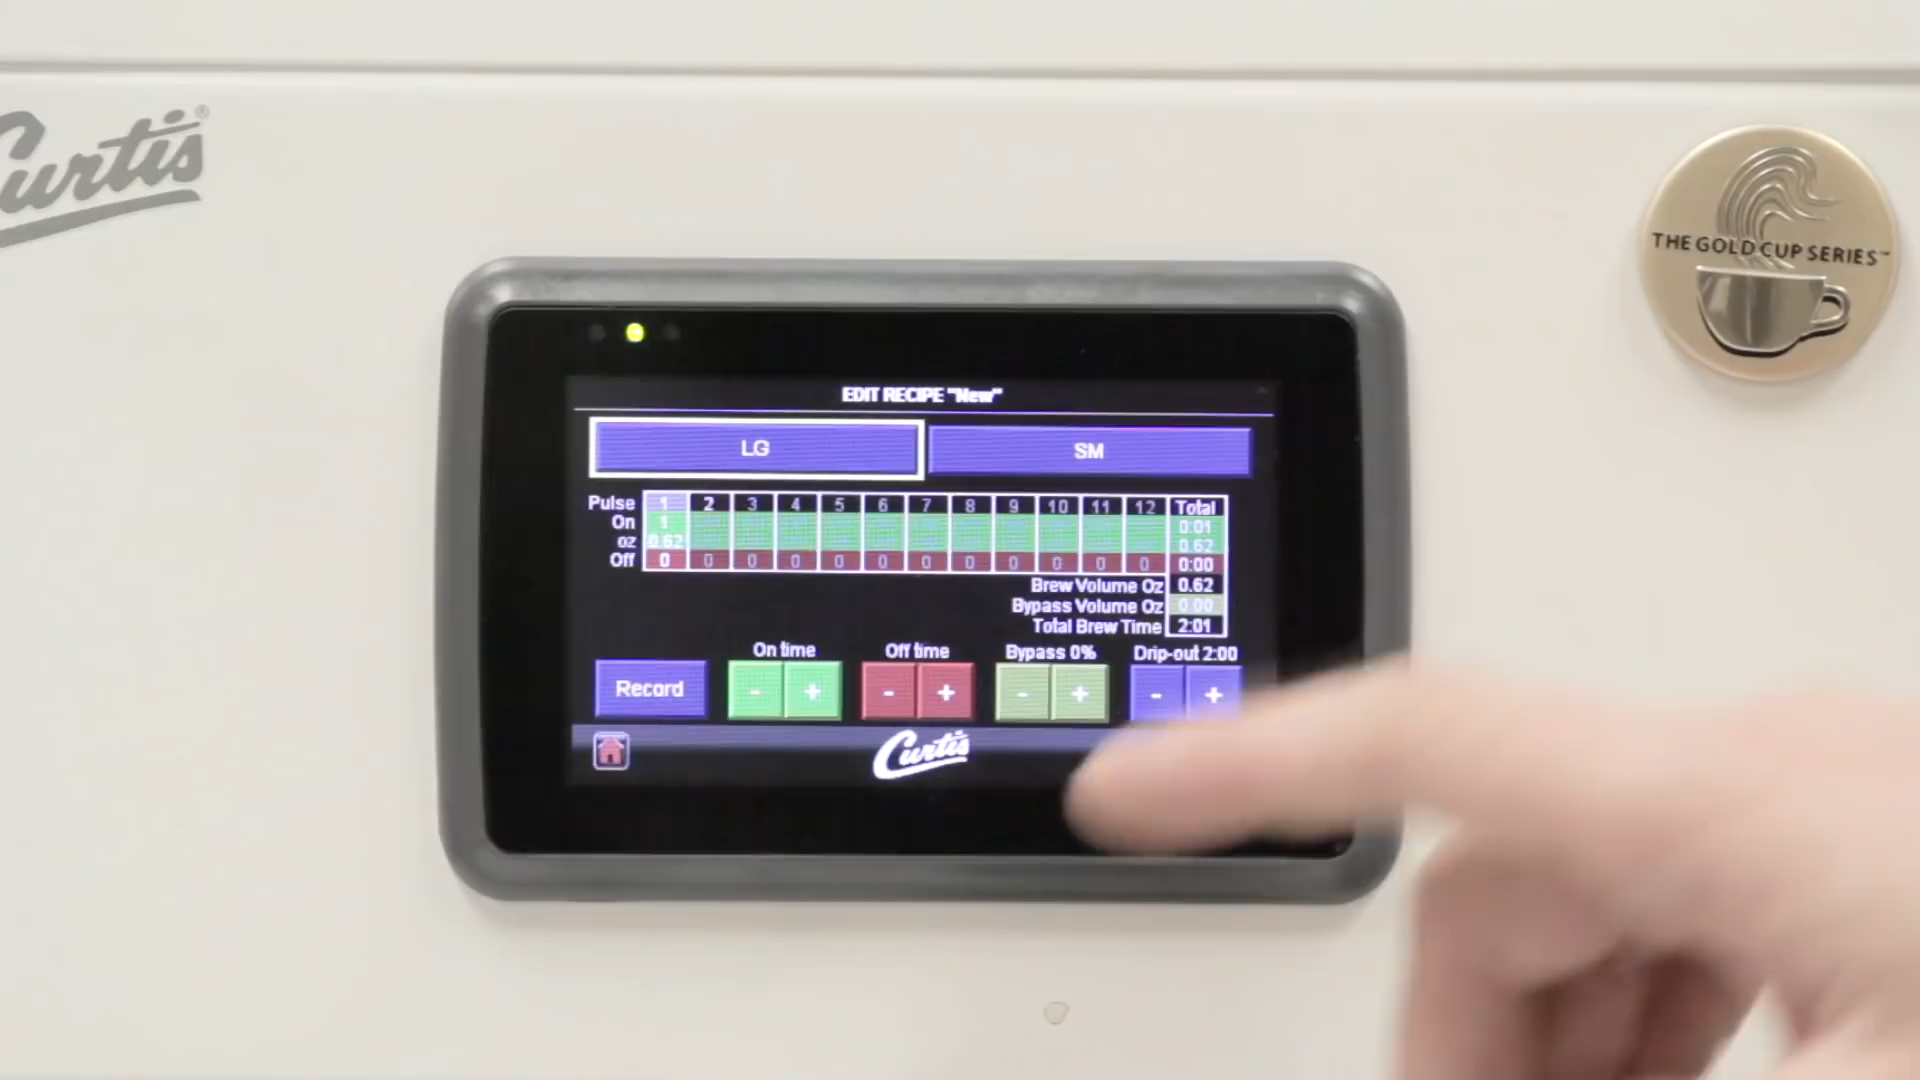 Curtis®
THE GOLD CUP SERIES™
EDIT RECIPE "New"
LG SM
Pulse 1 2 3 4 5 6 7 8 9 10 11 12 Total
On 1 0:01
oz 0.62 0.62
Off 0 0 0 0 0 0 0 0 0 0 0 0 0:00
Brew Volume Oz 0.62
Bypass Volume Oz 0.00
Total Brew Time 2:01
On time Off time Bypass 0% Drip-out 2:00
Record - + - + - + - +
Curtis